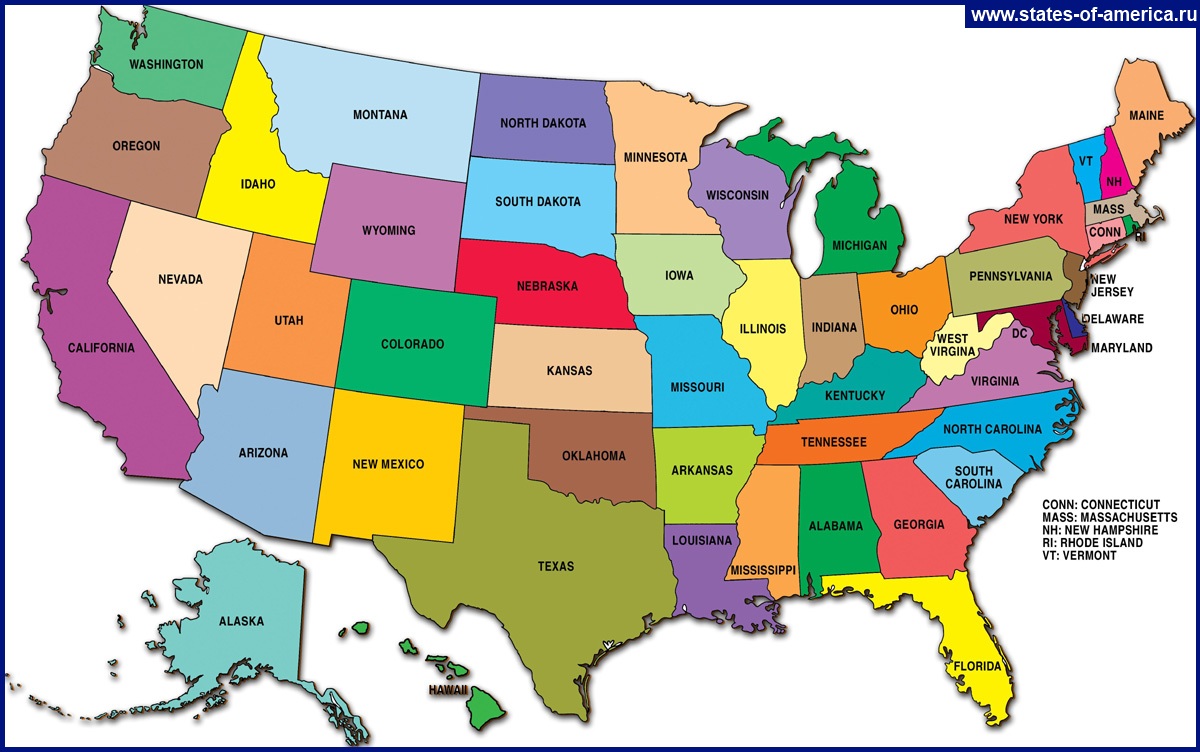 www.states-of-america.ru
WASHINGTON
MONTANA
NORTH DAKOTA
MINNESOTA
MAINE
OREGON
IDAHO
SOUTH DAKOTA
WISCONSIN
VT
NH
WYOMING
MICHIGAN
NEW YORK
MASS
CONN
RI
NEVADA
NEBRASKA
IOWA
PENNSYLVANIA
NEW
JERSEY
UTAH
COLORADO
ILLINOIS
INDIANA
OHIO
DELAWARE
DC
MARYLAND
WEST
VIRGINA
CALIFORNIA
KANSAS
MISSOURI
KENTUCKY
VIRGINIA
ARIZONA
NEW MEXICO
OKLAHOMA
ARKANSAS
TENNESSEE
NORTH CAROLINA
SOUTH
CAROLINA
TEXAS
LOUISIANA
MISSISSIPPI
ALABAMA
GEORGIA
CONN: CONNECTICUT
MASS: MASSACHUSETTS
NH: NEW HAMPSHIRE
RI: RHODE ISLAND
VT: VERMONT
ALASKA
HAWAII
FLORIDA